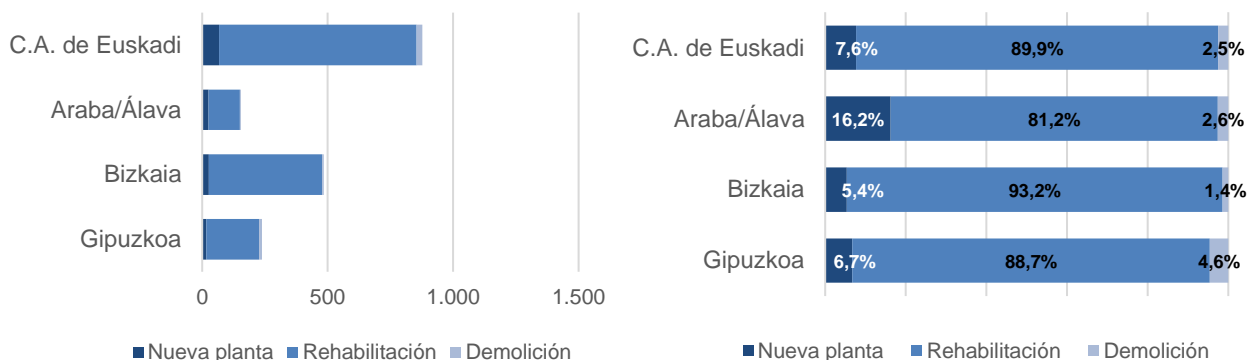 C.A. de Euskadi
Araba/Álava
Bizkaia
Gipuzkoa
0 500 1.000 1.500
Nueva planta Rehabilitación Demolición
C.A. de Euskadi 7,6% 89,9% 2,5%
Araba/Álava 16,2% 81,2% 2,6%
Bizkaia 5,4% 93,2% 1,4%
Gipuzkoa 6,7% 88,7% 4,6%
Nueva planta Rehabilitación Demolición